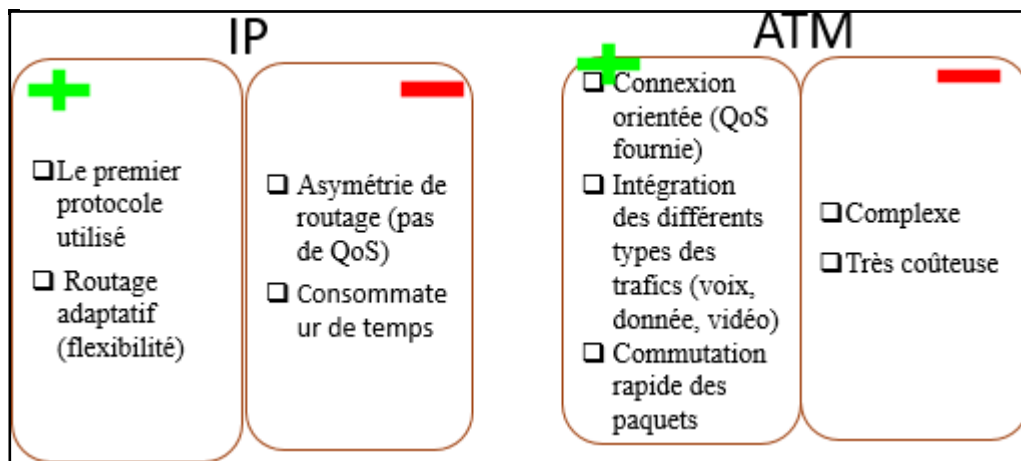 IP
❑Le premier
protocole
utilisé
❑ Routage
adaptatif
(flexibilité)
❑ Asymétrie de
routage (pas
de QoS)
❑ Consommate
ur de temps
ATM
❑ Connexion
orientée (QoS
fournie)
❑ Intégration
des différents
types des
trafics (voix,
donnée, vidéo)
❑ Commutation
rapide des
paquets
❑Complexe
❑Très coûteuse